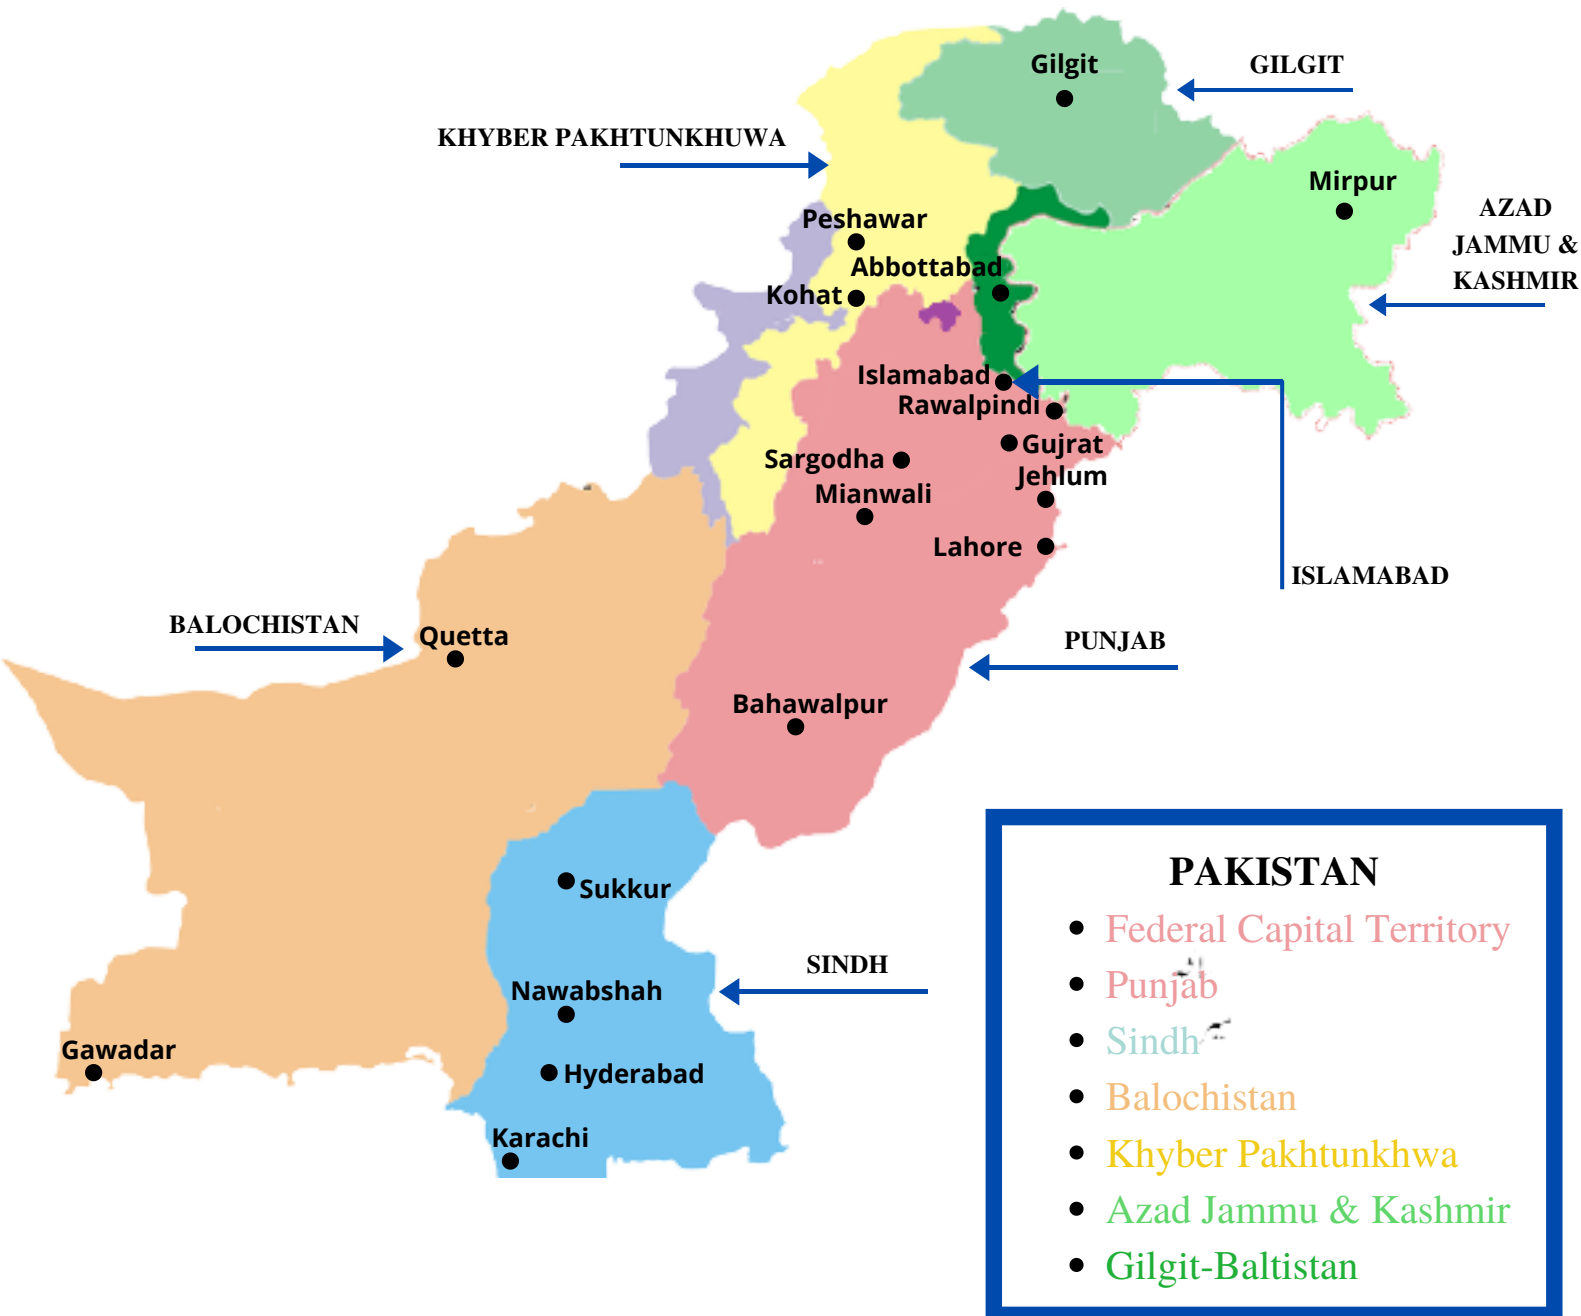 Gilgit
GILGIT
KHYBER PAKHTUNKHUWA
Mirpur
AZAD
JAMMU &
KASHMIR
Peshawar
Abbottabad
Kohat
Islamabad
Rawalpindi
Gujrat
Sargodha
Jehlum
Mianwali
Lahore
ISLAMABAD
BALOCHISTAN
Quetta
PUNJAB
Bahawalpur
Sukkur
SINDH
Nawabshah
Gawadar
Hyderabad
Karachi
PAKISTAN
Federal Capital Territory
Punjab
Sindh
Balochistan
Khyber Pakhtunkhwa
Azad Jammu & Kashmir
Gilgit-Baltistan